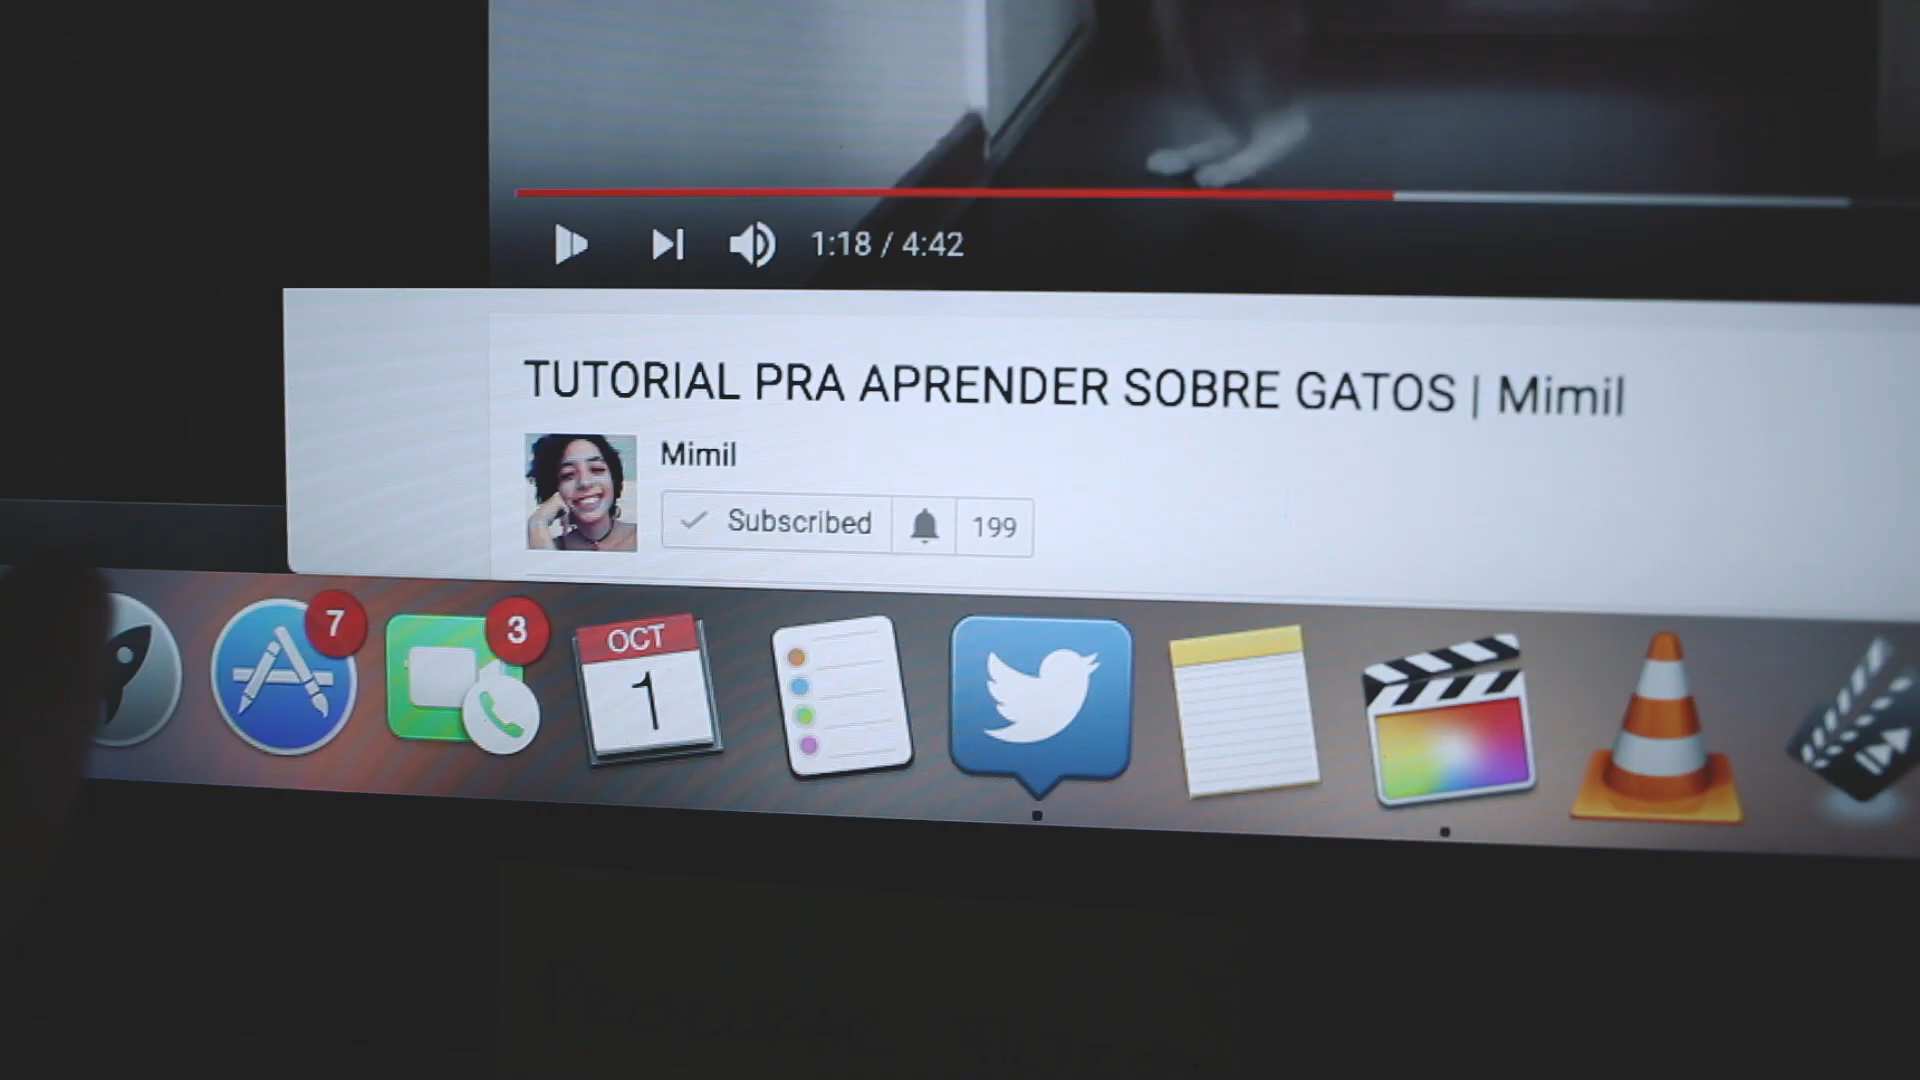 1:18 / 4:42
TUTORIAL PRA APRENDER SOBRE GATOS | Mimil
Mimil
Subscribed 199
7
3
OCT
1